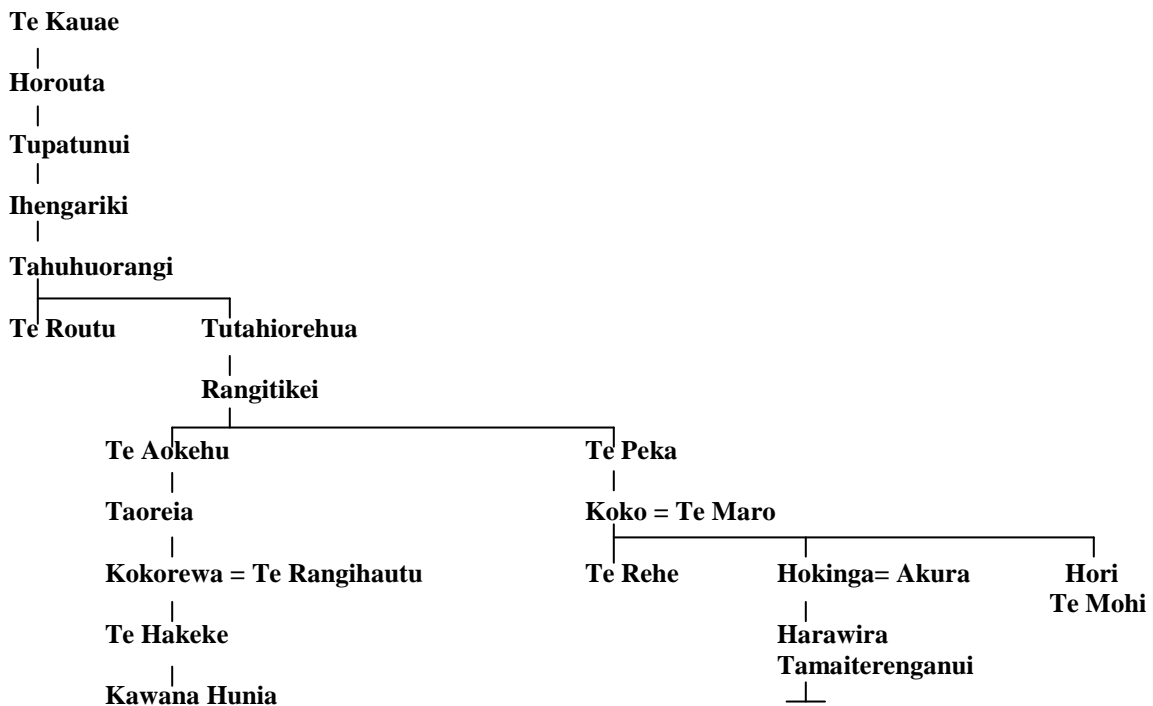 Te Kauae
Horouta
Tupatunui
Ihengariki
Tahuhuorangi
Te Routu Tutahiorehua
Rangitikei
Te Aokehu Te Peka
Taoreia Koko = Te Maro
Kokorewa = Te Rangihautu Te Rehe Hokinga= Akura Hori
Te Mohi
Te Hakeke Harawira
Tamaiterenganui
Kawana Hunia